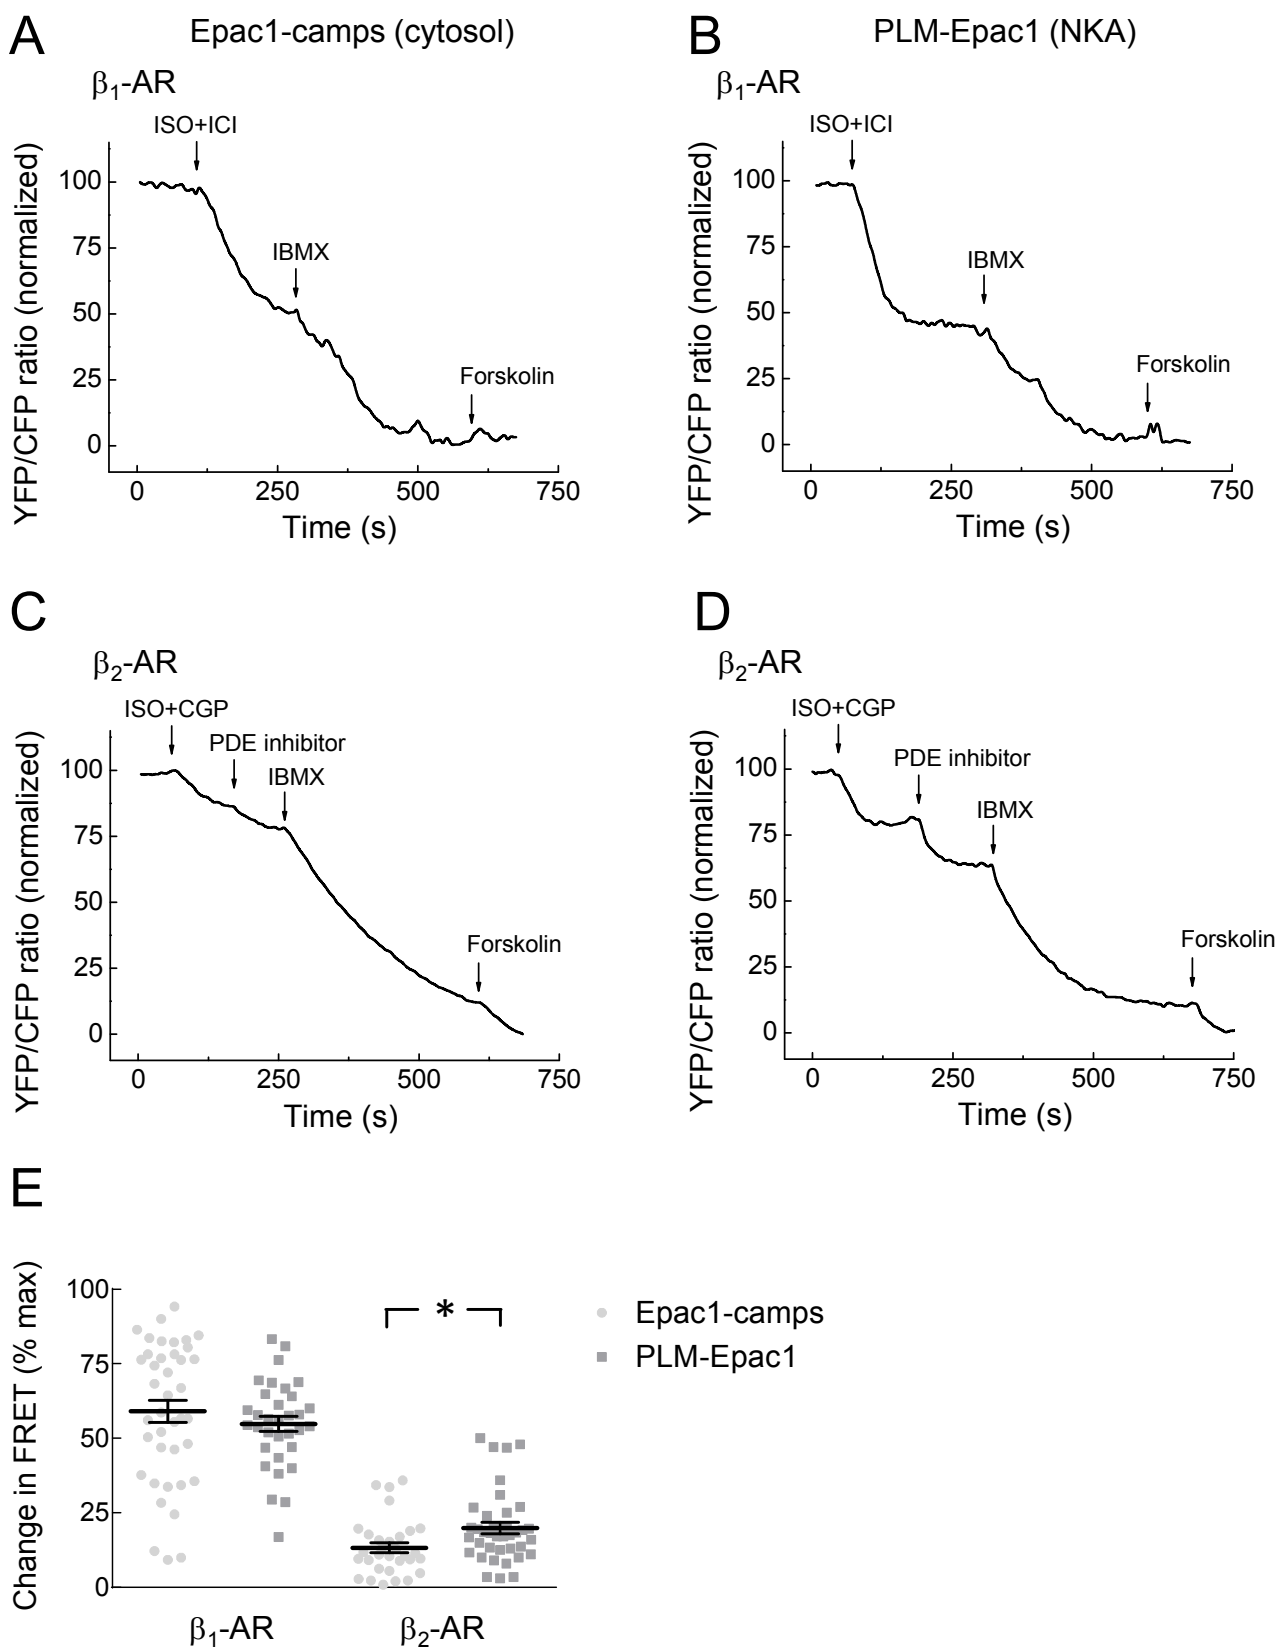 A
Epac1-camps (cytosol)
β1-AR
ISO+ICI
IBMX
Forskolin
YFP/CFP ratio (normalized)
100
75
50
25
0
0 250 500 750
Time (s)
B
PLM-Epac1 (NKA)
β1-AR
ISO+ICI
IBMX
Forskolin
YFP/CFP ratio (normalized)
100
75
50
25
0
0 250 500 750
Time (s)
C
β2-AR
ISO+CGP
PDE inhibitor
IBMX
Forskolin
YFP/CFP ratio (normalized)
100
75
50
25
0
0 250 500 750
Time (s)
D
β2-AR
ISO+CGP
PDE inhibitor
IBMX
Forskolin
YFP/CFP ratio (normalized)
100
75
50
25
0
0 250 500 750
Time (s)
E
Change in FRET (% max)
100
75
50
25
0
*
β1-AR β2-AR
Epac1-camps
PLM-Epac1